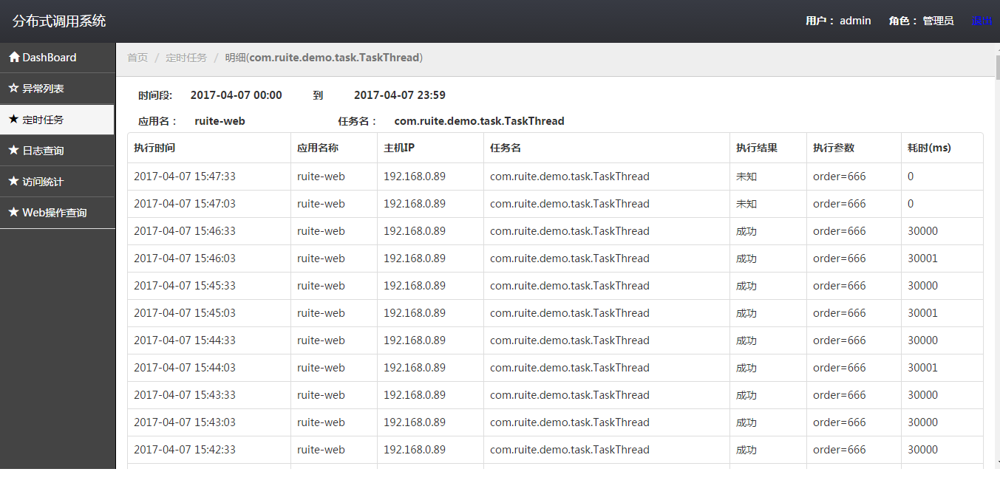 分布式调用系统 用户： admin 角色： 管理员 退出
DashBoard
异常列表
定时任务
日志查询
访问统计
Web操作查询
首页 / 定时任务 / 明细(com.ruite.demo.task.TaskThread)
时间段: 2017-04-07 00:00 到 2017-04-07 23:59
应用名： ruite-web 任务名： com.ruite.demo.task.TaskThread
执行时间 应用名称 主机IP 任务名 执行结果 执行参数 耗时(ms)
2017-04-07 15:47:33 ruite-web 192.168.0.89 com.ruite.demo.task.TaskThread 未知 order=666 0
2017-04-07 15:47:03 ruite-web 192.168.0.89 com.ruite.demo.task.TaskThread 未知 order=666 0
2017-04-07 15:46:33 ruite-web 192.168.0.89 com.ruite.demo.task.TaskThread 成功 order=666 30000
2017-04-07 15:46:03 ruite-web 192.168.0.89 com.ruite.demo.task.TaskThread 成功 order=666 30001
2017-04-07 15:45:33 ruite-web 192.168.0.89 com.ruite.demo.task.TaskThread 成功 order=666 30000
2017-04-07 15:45:03 ruite-web 192.168.0.89 com.ruite.demo.task.TaskThread 成功 order=666 30001
2017-04-07 15:44:33 ruite-web 192.168.0.89 com.ruite.demo.task.TaskThread 成功 order=666 30000
2017-04-07 15:44:03 ruite-web 192.168.0.89 com.ruite.demo.task.TaskThread 成功 order=666 30001
2017-04-07 15:43:33 ruite-web 192.168.0.89 com.ruite.demo.task.TaskThread 成功 order=666 30000
2017-04-07 15:43:03 ruite-web 192.168.0.89 com.ruite.demo.task.TaskThread 成功 order=666 30000
2017-04-07 15:42:33 ruite-web 192.168.0.89 com.ruite.demo.task.TaskThread 成功 order=666 30000